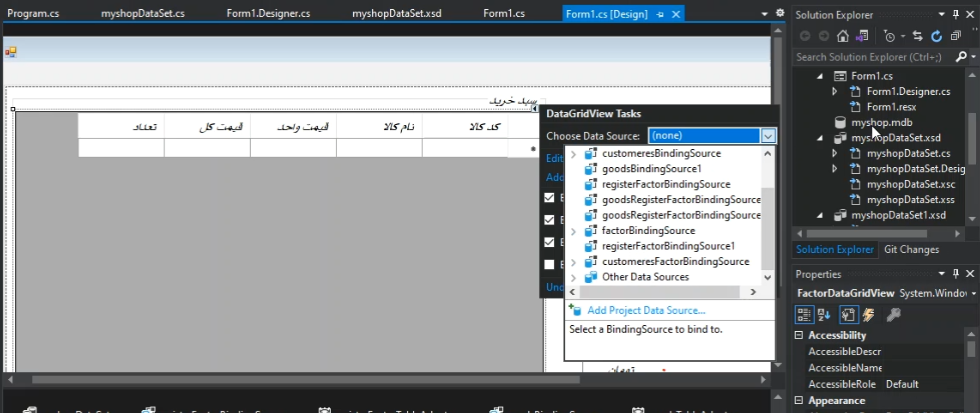 Program.cs myshopDataSet.cs Form1.Designer.cs myshopDataSet.xsd Form1.cs Form1.cs [Design]
سبد خرید
کد کالا نام کالا قیمت واحد قیمت کل تعداد
DataGridView Tasks
Choose Data Source: (none)
Edit
Add
customeresBindingSource
goodsBindingSource1
registerFactorBindingSource
goodsRegisterFactorBindingSource
goodsRegisterFactorBindingSource
factorBindingSource
registerFactorBindingSource1
customeresFactorBindingSource
Other Data Sources
Add Project Data Source...
Select a BindingSource to bind to.
تومان
Solution Explorer
Search Solution Explorer (Ctrl+;)
Form1.cs
Form1.Designer.cs
Form1.resx
myshop.mdb
myshopDataSet.xsd
myshopDataSet.cs
myshopDataSet.Desig
myshopDataSet.xsc
myshopDataSet.xss
myshopDataSet1.xsd
Solution Explorer Git Changes
Properties
FactorDataGridView System.Window
Accessibility
AccessibleDescr
AccessibleName
AccessibleRole Default
Appearance